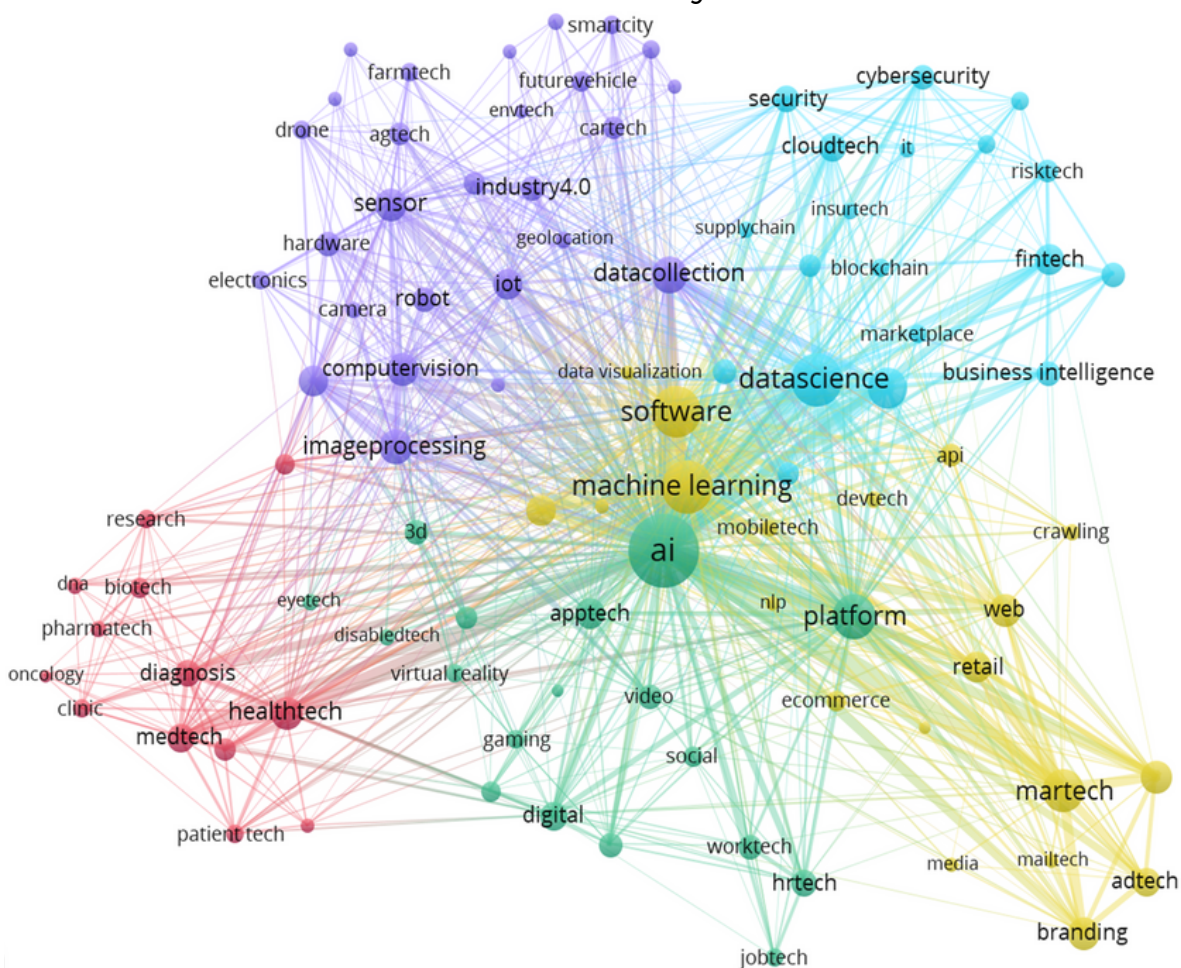 smartcity
farmtech
futurevehicle
cybersecurity
security
envtech
drone
agtech
cartech
cloudtech
it
risktech
industry4.0
sensor
insurtech
supplychain
hardware
geolocation
fintech
electronics
iot
datacollection
blockchain
camera
robot
marketplace
computervision
data visualization
datascience
business intelligence
software
imageprocessing
api
machine learning
devtech
research
3d
mobiletech
crawling
ai
dna
biotech
eyetech
apptech
nlp
platform
web
pharmatech
disabledtech
oncology
diagnosis
virtual reality
retail
clinic
healthtech
video
ecommerce
medtech
gaming
social
martech
digital
patient tech
worktech
media
mailtech
hrtech
adtech
branding
jobtech